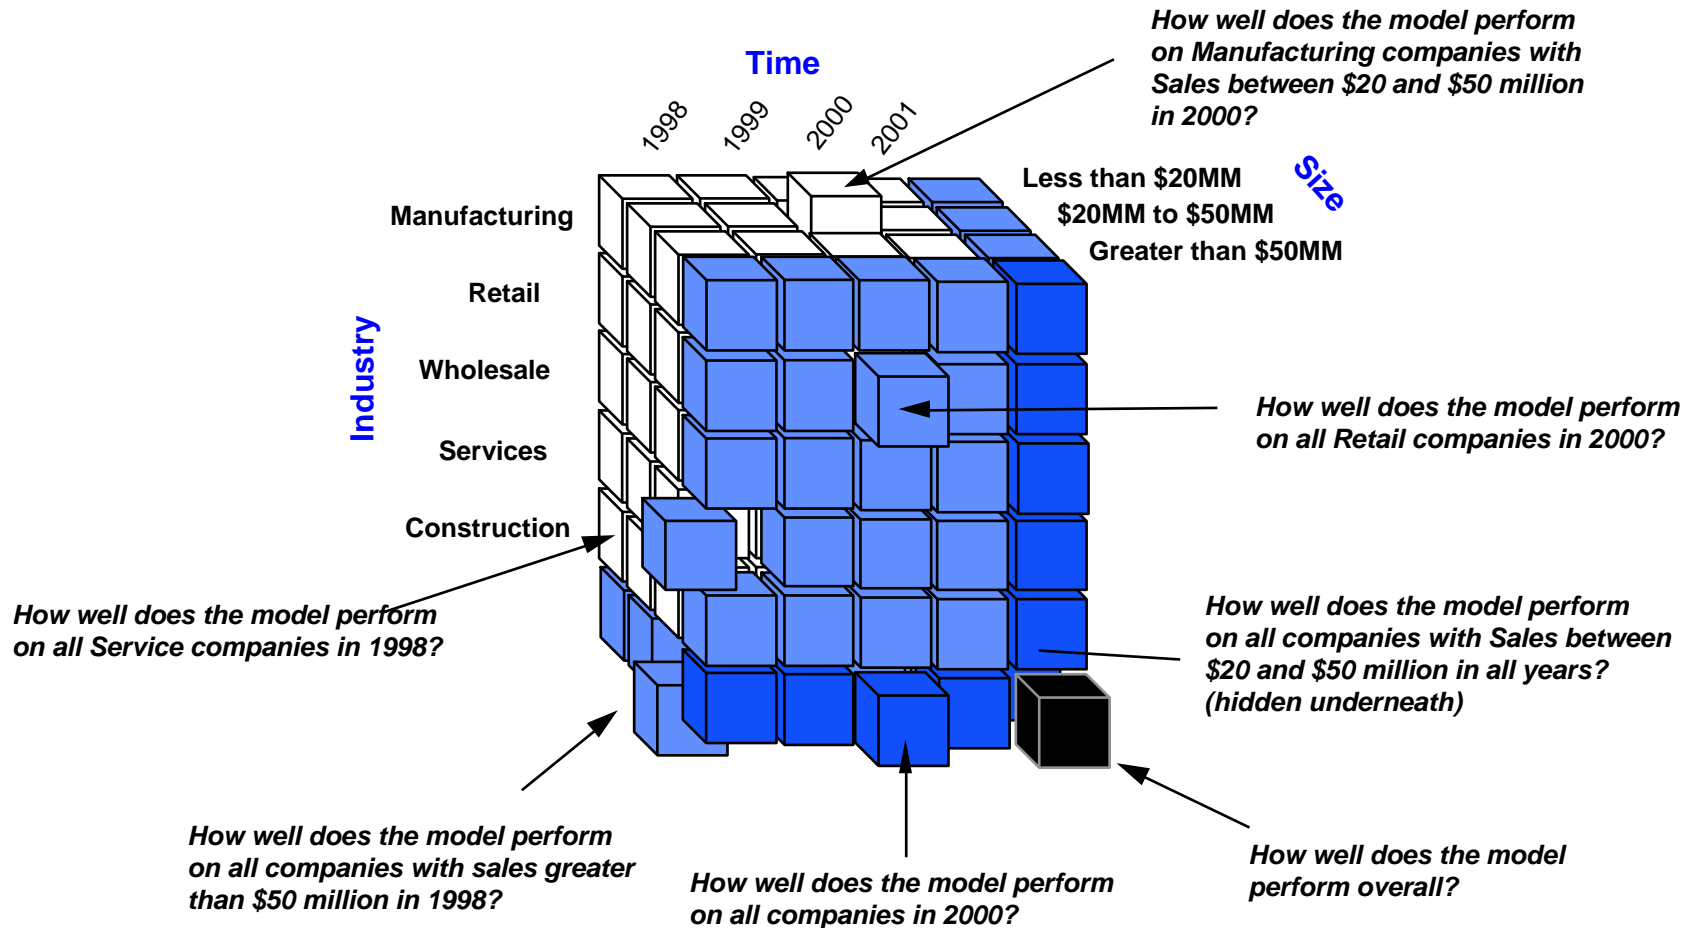 How well does the model perform
on Manufacturing companies with
Sales between $20 and $50 million
in 2000?
Time
1998
1999
2000
2001
Size
Less than $20MM
$20MM to $50MM
Greater than $50MM
Industry
Manufacturing
Retail
Wholesale
Services
Construction
How well does the model perform
on all Retail companies in 2000?
How well does the model perform
on all Service companies in 1998?
How well does the model perform
on all companies with Sales between
$20 and $50 million in all years?
(hidden underneath)
How well does the model perform
on all companies with sales greater
than $50 million in 1998?
How well does the model perform
on all companies in 2000?
How well does the model
perform overall?